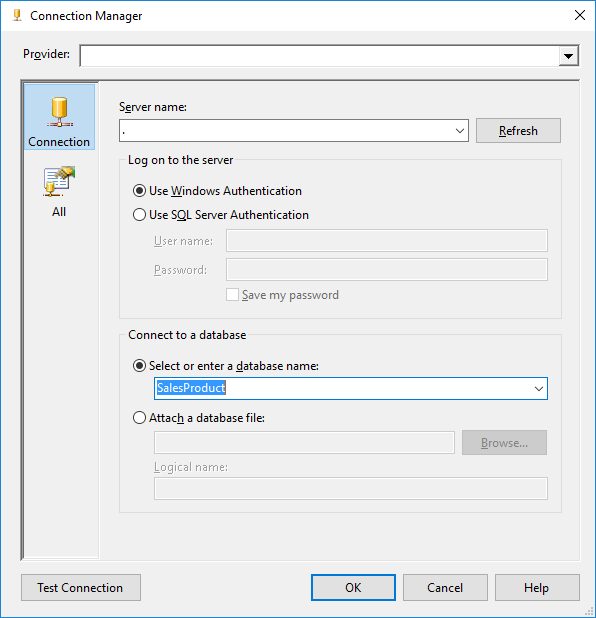 Connection Manager
Provider:
Connection
All
Server name:
.
Refresh
Log on to the server
Use Windows Authentication
Use SQL Server Authentication
User name:
Password:
Save my password
Connect to a database
Select or enter a database name:
SalesProduct
Attach a database file:
Browse...
Logical name:
Test Connection
OK
Cancel
Help